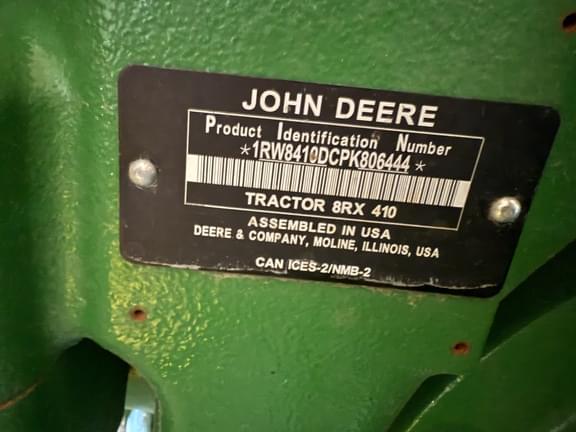 JOHN DEERE
Product Identification Number
*1RW8410DCPK806444*
TRACTOR 8RX 410
ASSEMBLED IN USA
DEERE & COMPANY, MOLINE, ILLINOIS, USA
CAN ICES-2/NMB-2